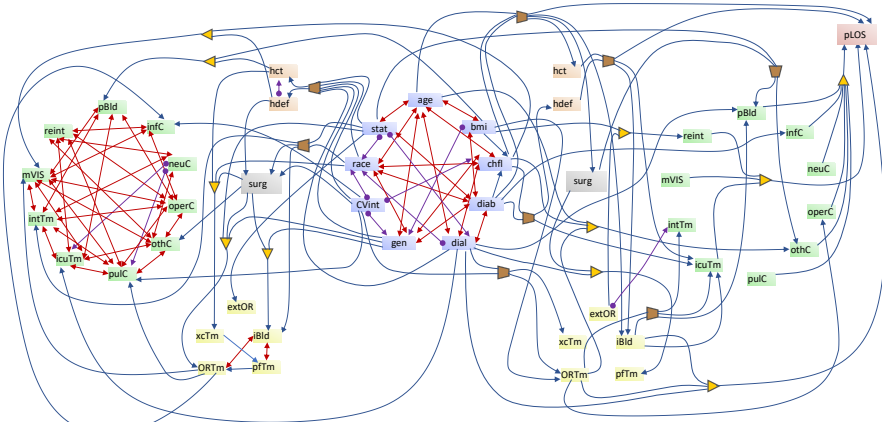 pLOS
hct
hct
hdef
age
hdef
pBld
pBld
reint
infC
stat
bmi
reint
infC
neuC
race
chfl
neuC
mVIS
surg
surg
mVIS
operC
CVint
diab
operC
intTm
intTm
othC
gen
dial
othC
icuTm
icuTm
pulC
pulC
extOR
extOR
xcTm
iBld
xcTm
iBld
ORTm
pfTm
ORTm
pfTm